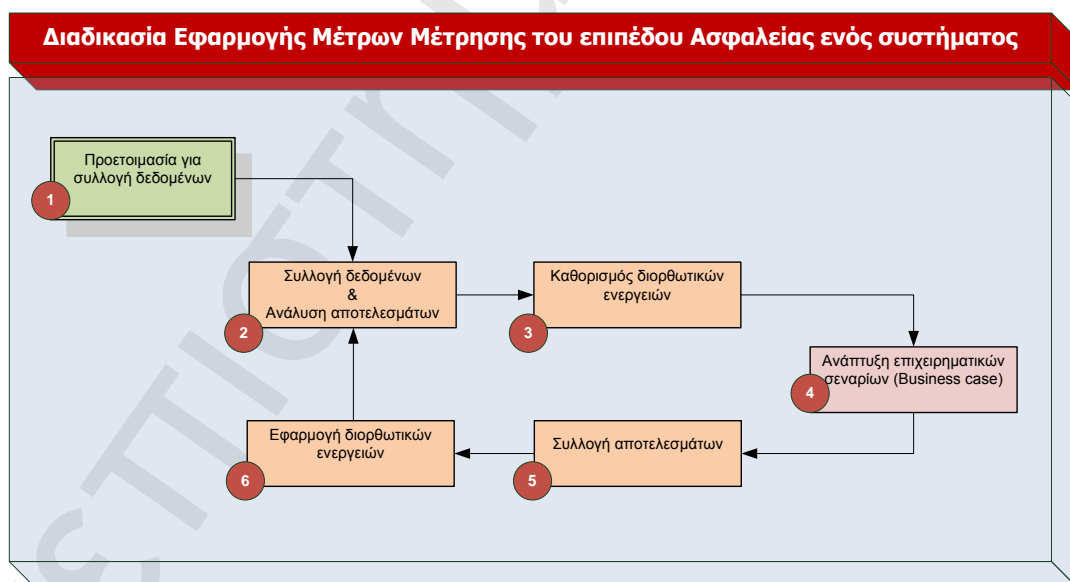 Διαδικασία Εφαρμογής Μέτρων Μέτρησης του επιπέδου Ασφαλείας ενός συστήματος
Προετοιμασία για
συλλογή δεδομένων
1
Συλλογή δεδομένων
&
Ανάλυση αποτελεσμάτων
2
Καθορισμός διορθωτικών
ενεργειών
3
Ανάπτυξη επιχειρηματικών
σεναρίων (Business case)
4
Συλλογή αποτελεσμάτων
5
Εφαρμογή διορθωτικών
ενεργειών
6